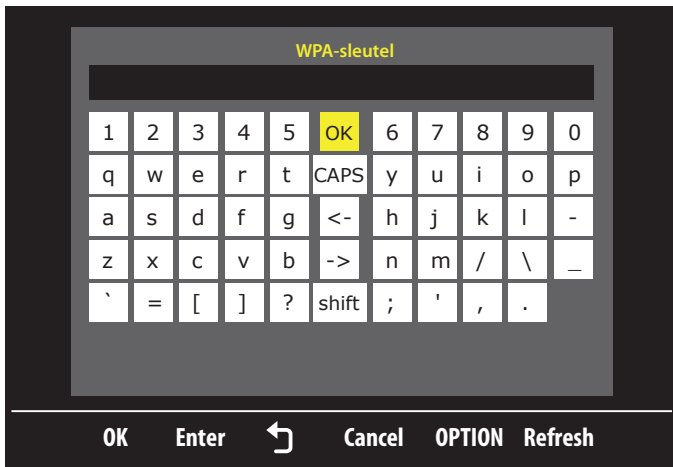 WPA-sleutel
1 2 3 4 5 OK 6 7 8 9 0
q w e r t CAPS y u i o p
a s d f g <- h j k l -
z x c v b -> n m / \ _
` = [ ] ? shift ; ' , .
OK Enter Cancel OPTION Refresh